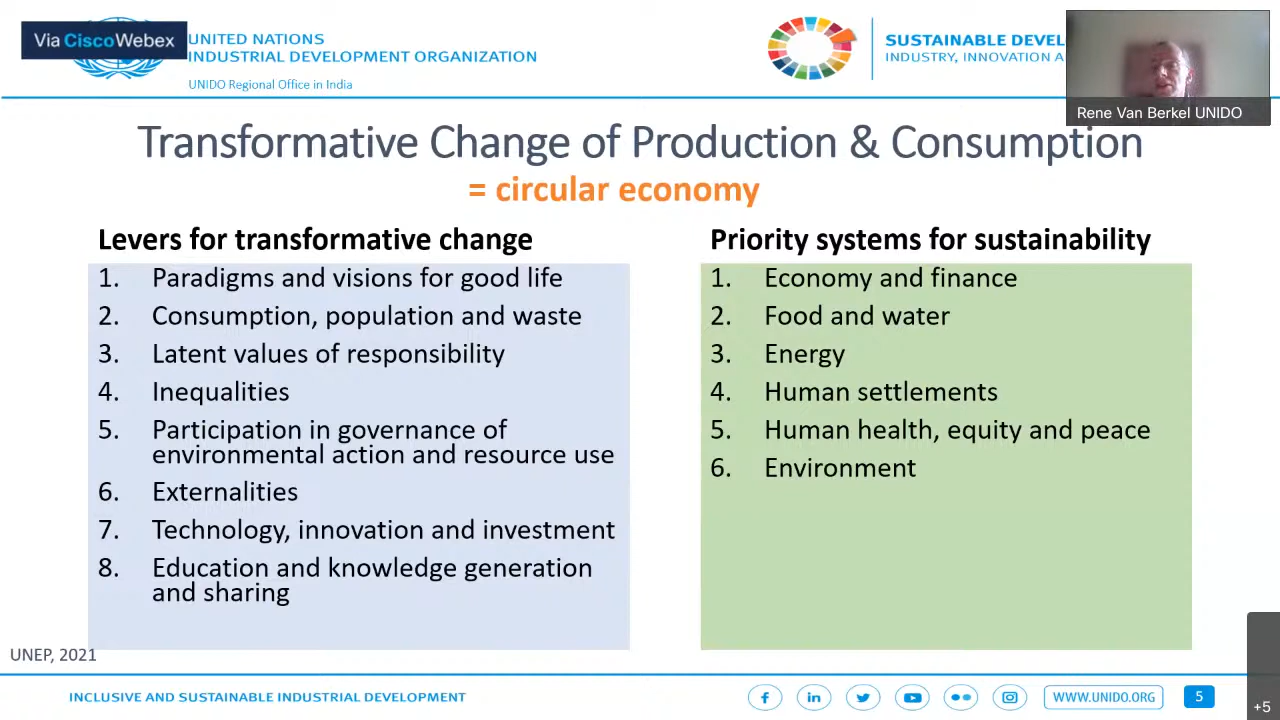 Via CiscoWebex
UNITED NATIONS
INDUSTRIAL DEVELOPMENT ORGANIZATION
UNIDO Regional Office in India
SUSTAINABLE DEVEL
INDUSTRY, INNOVATION A
Rene Van Berkel UNIDO
Transformative Change of Production & Consumption
= circular economy
Levers for transformative change
1. Paradigms and visions for good life
2. Consumption, population and waste
3. Latent values of responsibility
4. Inequalities
5. Participation in governance of
environmental action and resource use
6. Externalities
7. Technology, innovation and investment
8. Education and knowledge generation
and sharing
Priority systems for sustainability
1. Economy and finance
2. Food and water
3. Energy
4. Human settlements
5. Human health, equity and peace
6. Environment
UNEP, 2021
INCLUSIVE AND SUSTAINABLE INDUSTRIAL DEVELOPMENT
WWW.UNIDO.ORG
5
+5